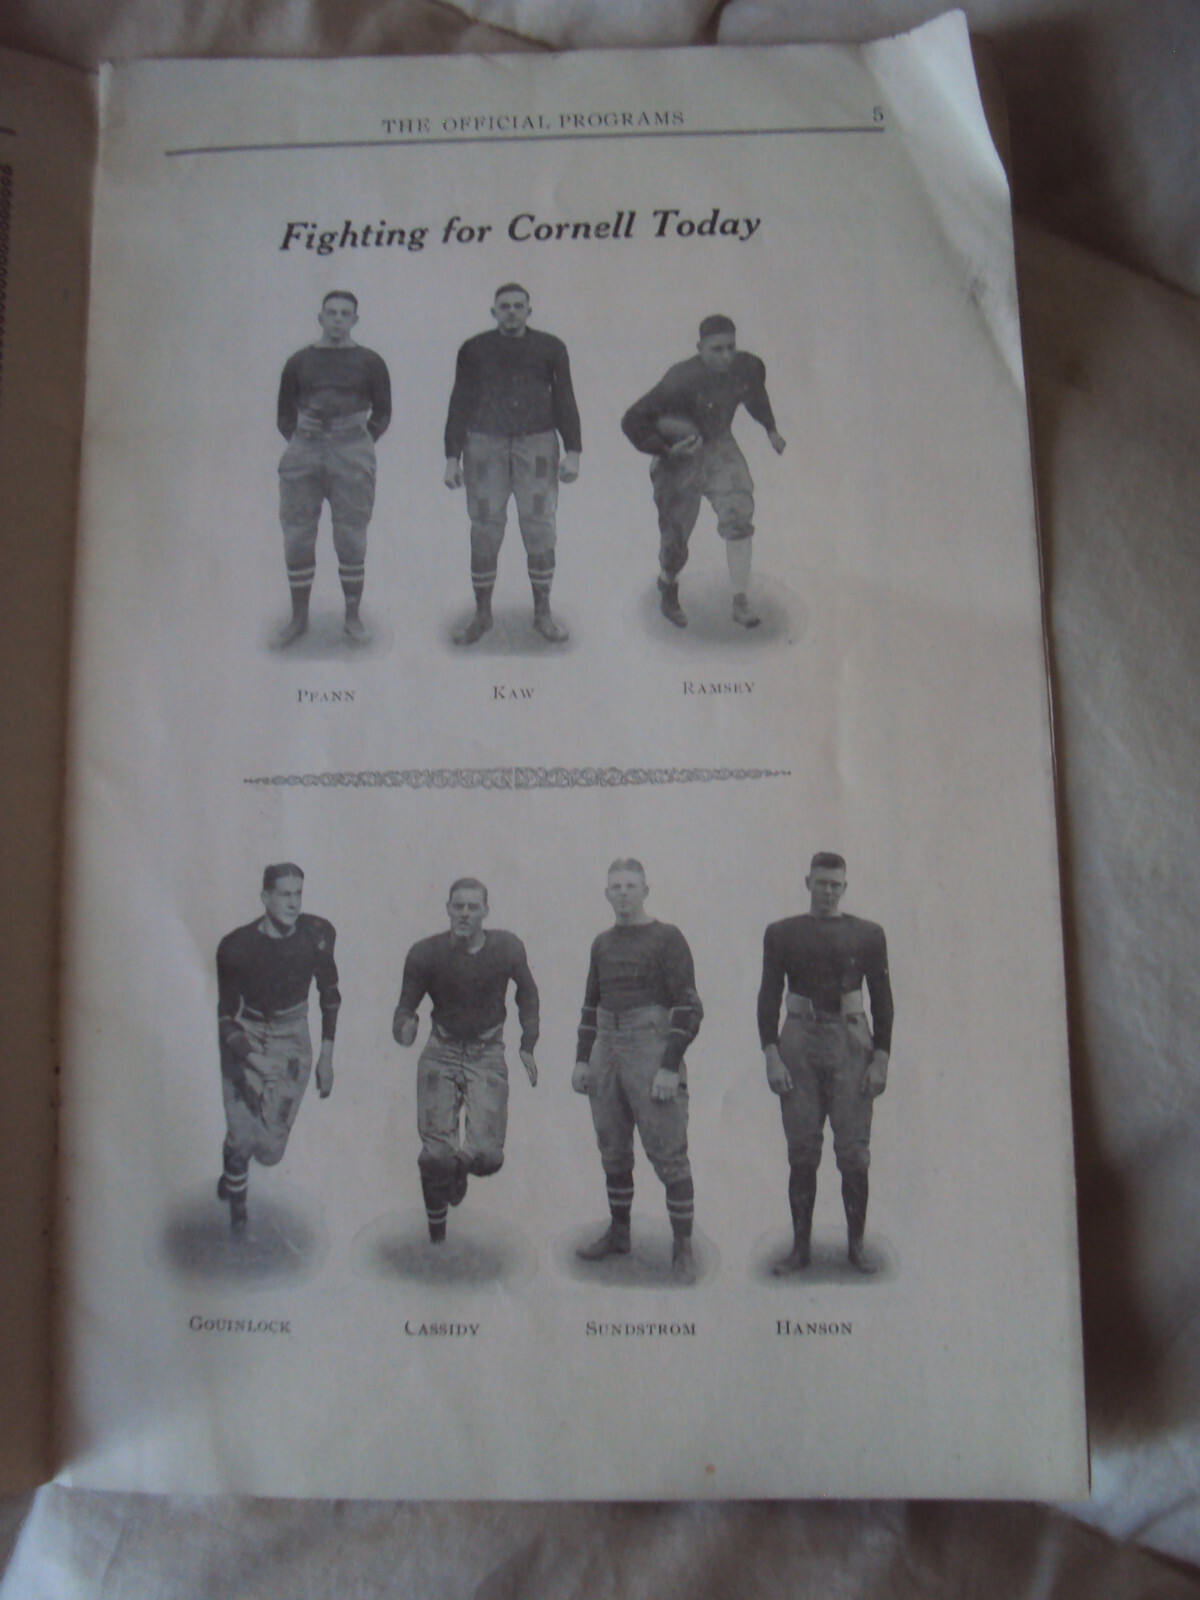 THE OFFICIAL PROGRAMS 5
Fighting for Cornell Today
PFANN KAW RAMSEY
GOUINLOCK CASSIDY SUNDSTROM HANSON